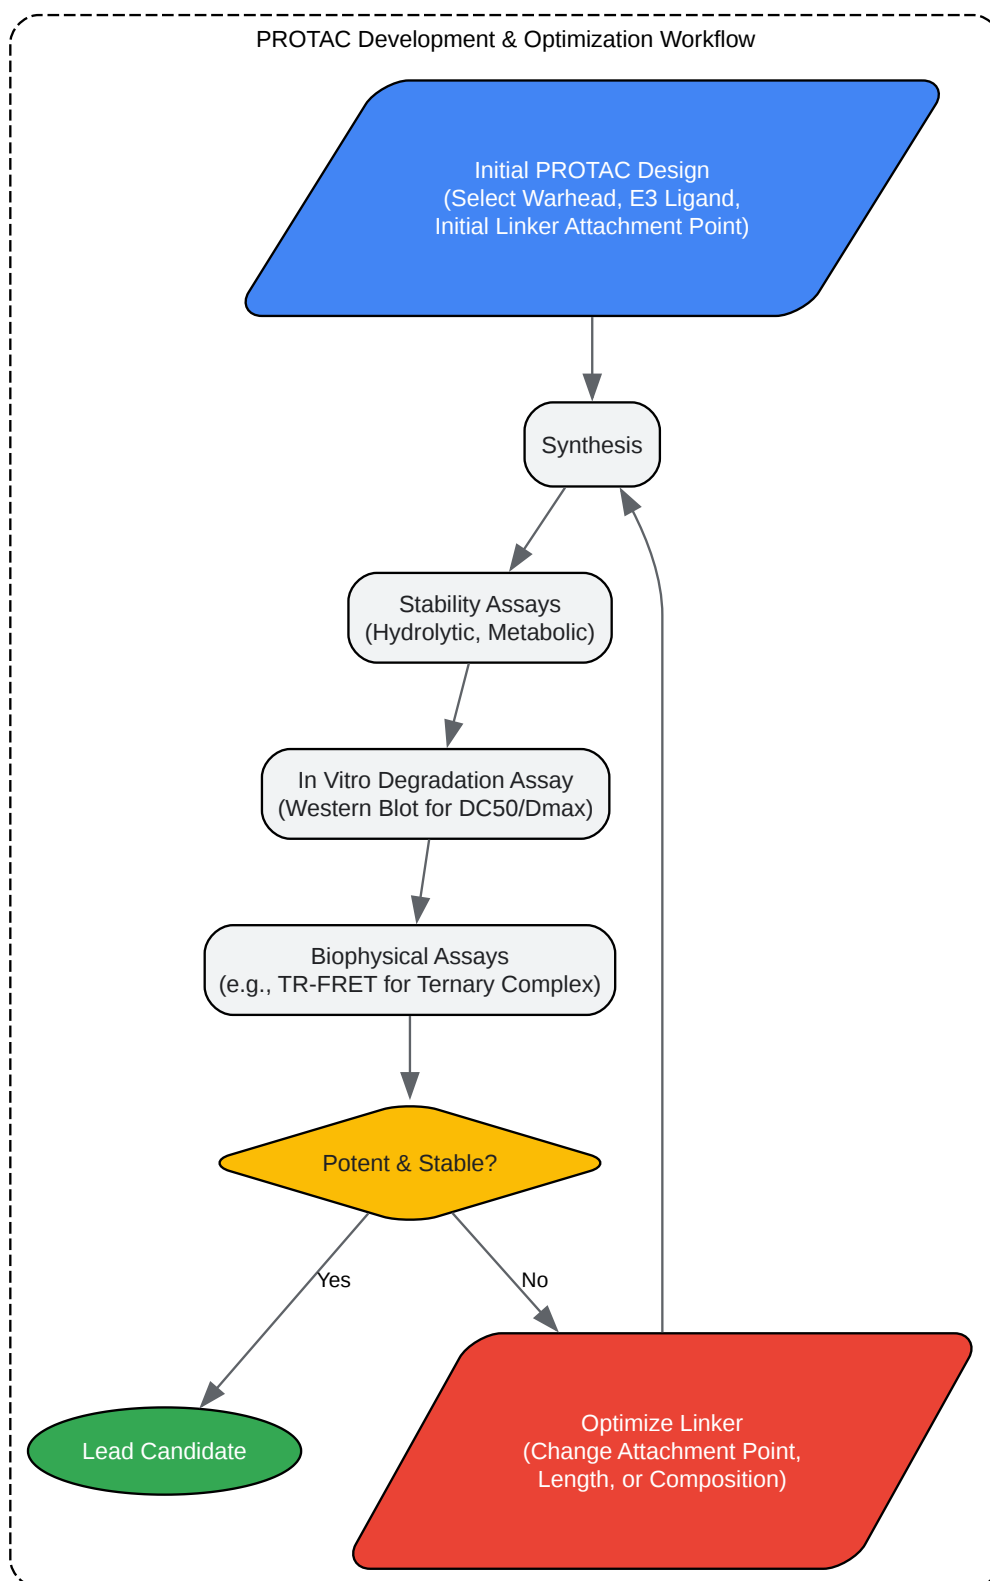 PROTAC Development & Optimization Workflow
Initial PROTAC Design
(Select Warhead, E3 Ligand,
Initial Linker Attachment Point)
Synthesis
Stability Assays
(Hydrolytic, Metabolic)
In Vitro Degradation Assay
(Western Blot for DC50/Dmax)
Biophysical Assays
(e.g., TR-FRET for Ternary Complex)
Potent & Stable?
Yes
No
Lead Candidate
Optimize Linker
(Change Attachment Point,
Length, or Composition)